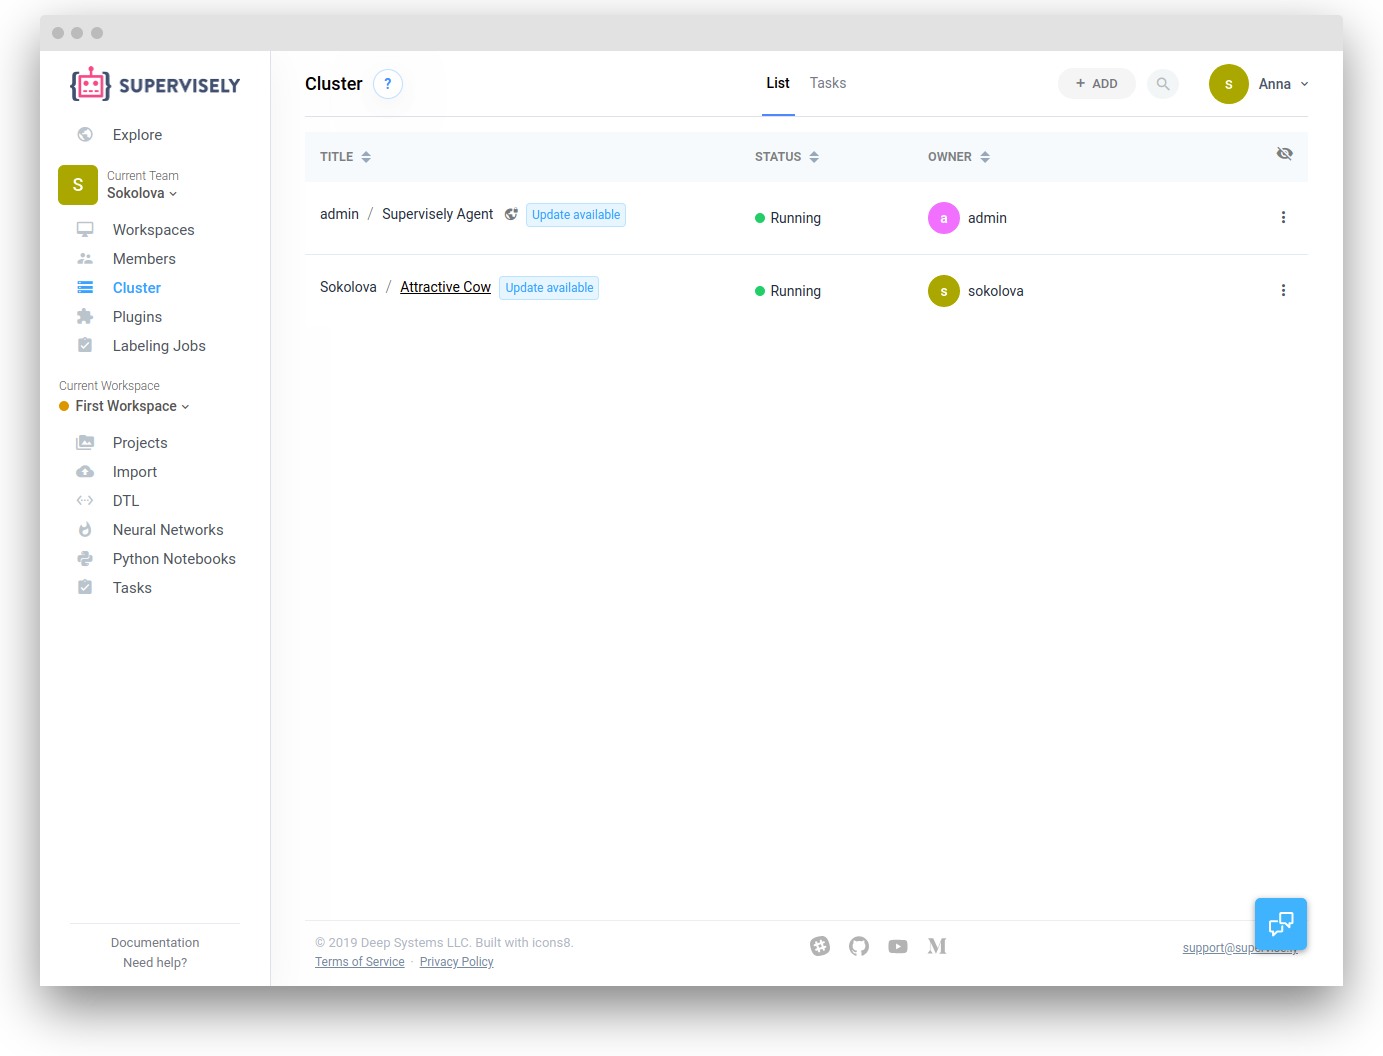 SUPERVISELY
Explore
S
Current Team
Sokolova
Workspaces
Members
Cluster
Plugins
Labeling Jobs
Current Workspace
First Workspace
Projects
Import
DTL
Neural Networks
Python Notebooks
Tasks
Documentation
Need help?
Cluster ?
List Tasks
+ ADD
s Anna
TITLE STATUS OWNER
admin / Supervisely Agent Update available Running a admin
Sokolova / Attractive Cow Update available Running s sokolova
© 2019 Deep Systems LLC. Built with icons8.
Terms of Service · Privacy Policy
M